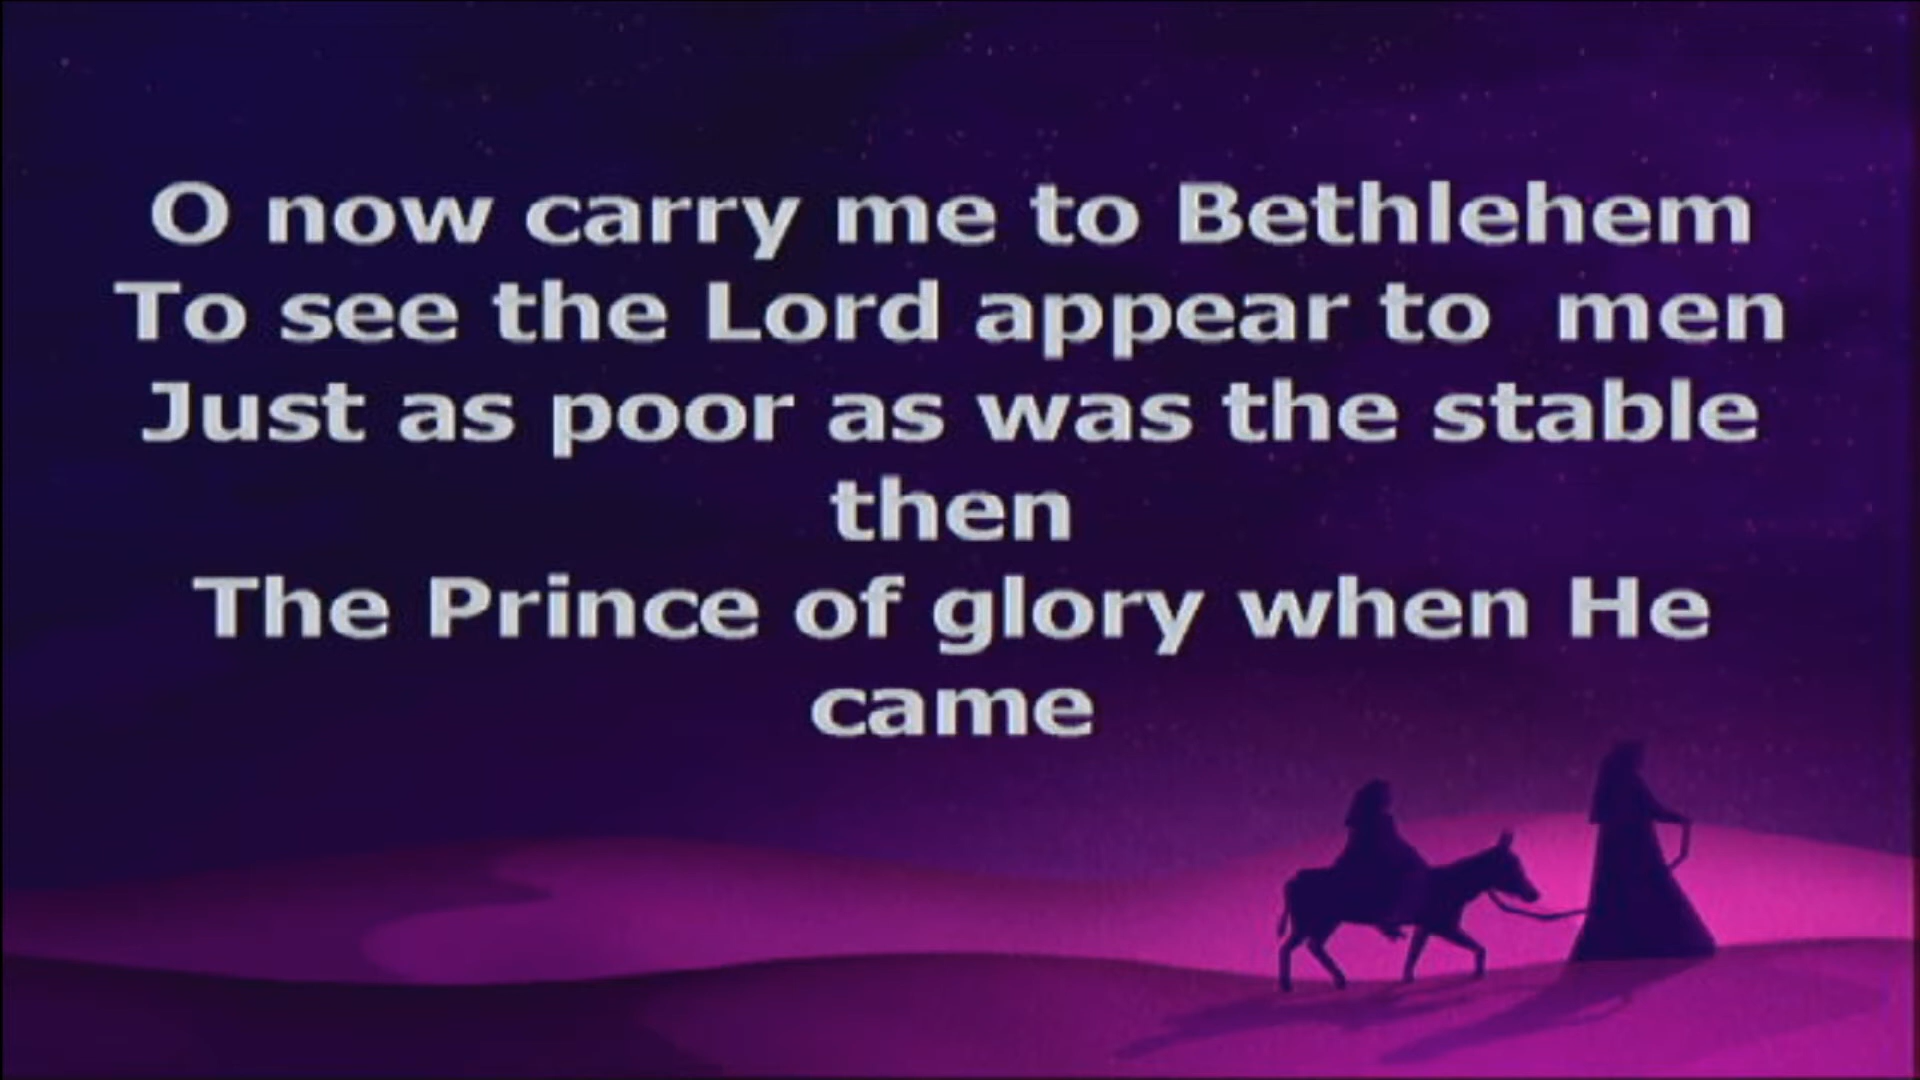 O now carry me to Bethlehem
To see the Lord appear to  men
Just as poor as was the stable
then
The Prince of glory when He
came